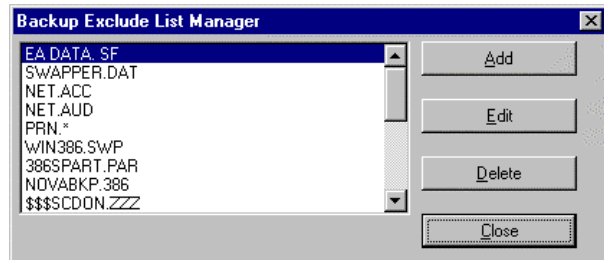 Backup Exclude List Manager
EA DATA. SF
SWAPPER.DAT
NET.ACC
NET.AUD
PRN.*
WIN386.SWP
386SPART.PAR
NOVABKP.386
$$$SCDON.ZZZ
Add
Edit
Delete
Close